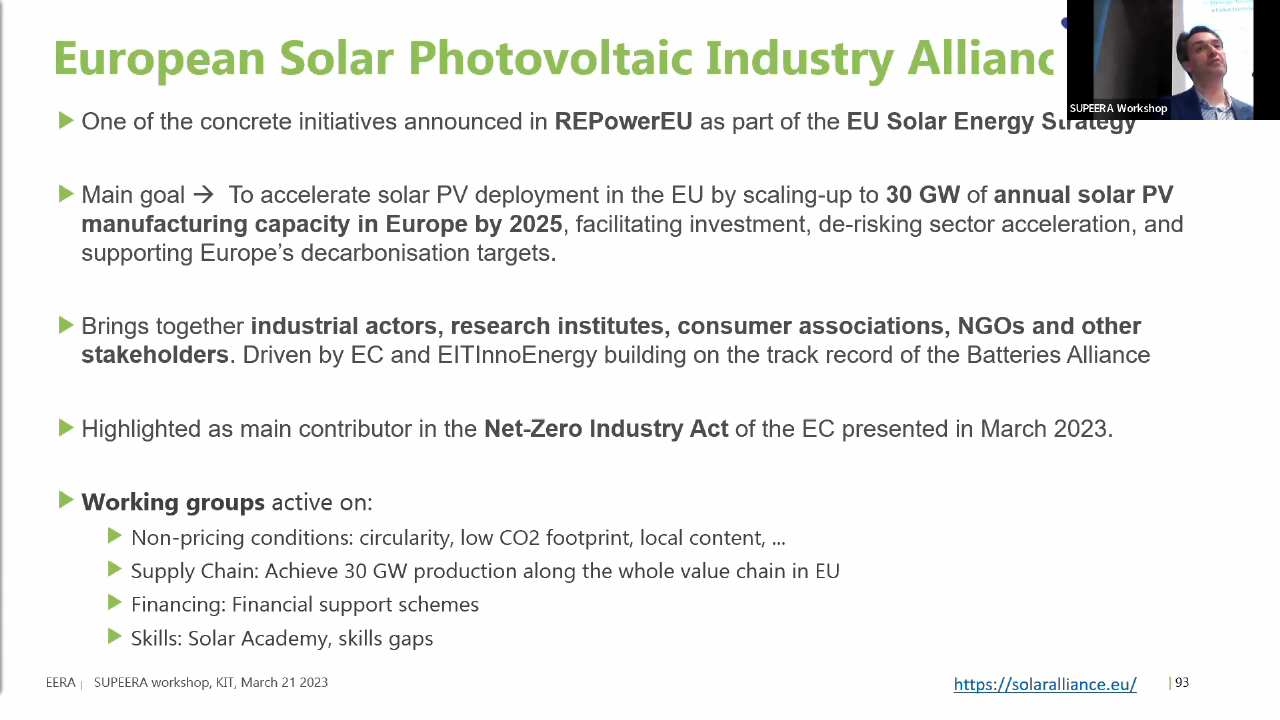 European Solar Photovoltaic Industry Allianc
SUPEERA Workshop
One of the concrete initiatives announced in REPowerEU as part of the EU Solar Energy Strategy
Main goal → To accelerate solar PV deployment in the EU by scaling-up to 30 GW of annual solar PV
manufacturing capacity in Europe by 2025, facilitating investment, de-risking sector acceleration, and
supporting Europe's decarbonisation targets.
Brings together industrial actors, research institutes, consumer associations, NGOs and other
stakeholders. Driven by EC and EITInnoEnergy building on the track record of the Batteries Alliance
Highlighted as main contributor in the Net-Zero Industry Act of the EC presented in March 2023.
Working groups active on:
Non-pricing conditions: circularity, low CO2 footprint, local content, ...
Supply Chain: Achieve 30 GW production along the whole value chain in EU
Financing: Financial support schemes
Skills: Solar Academy, skills gaps
EERA | SUPEERA workshop, KIT, March 21 2023
https://solaralliance.eu/
|93